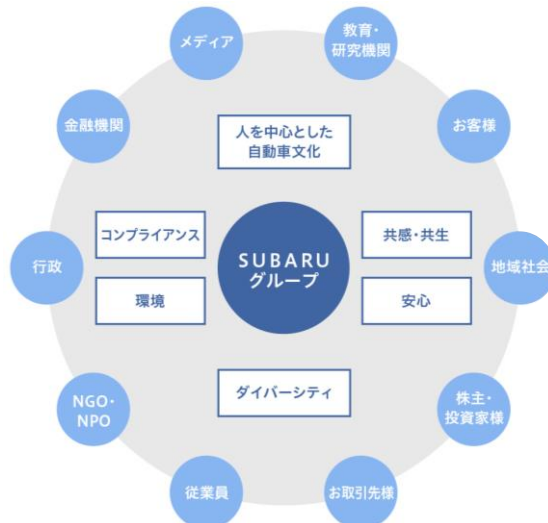 メディア
教育・
研究機関
金融機関
お客様
人を中心とした
自動車文化
コンプライアンス
共感・共生
SUBARU
グループ
行政
地域社会
環境
安心
ダイバーシティ
NGO・
NPO
株主・
投資家様
従業員
お取引先様